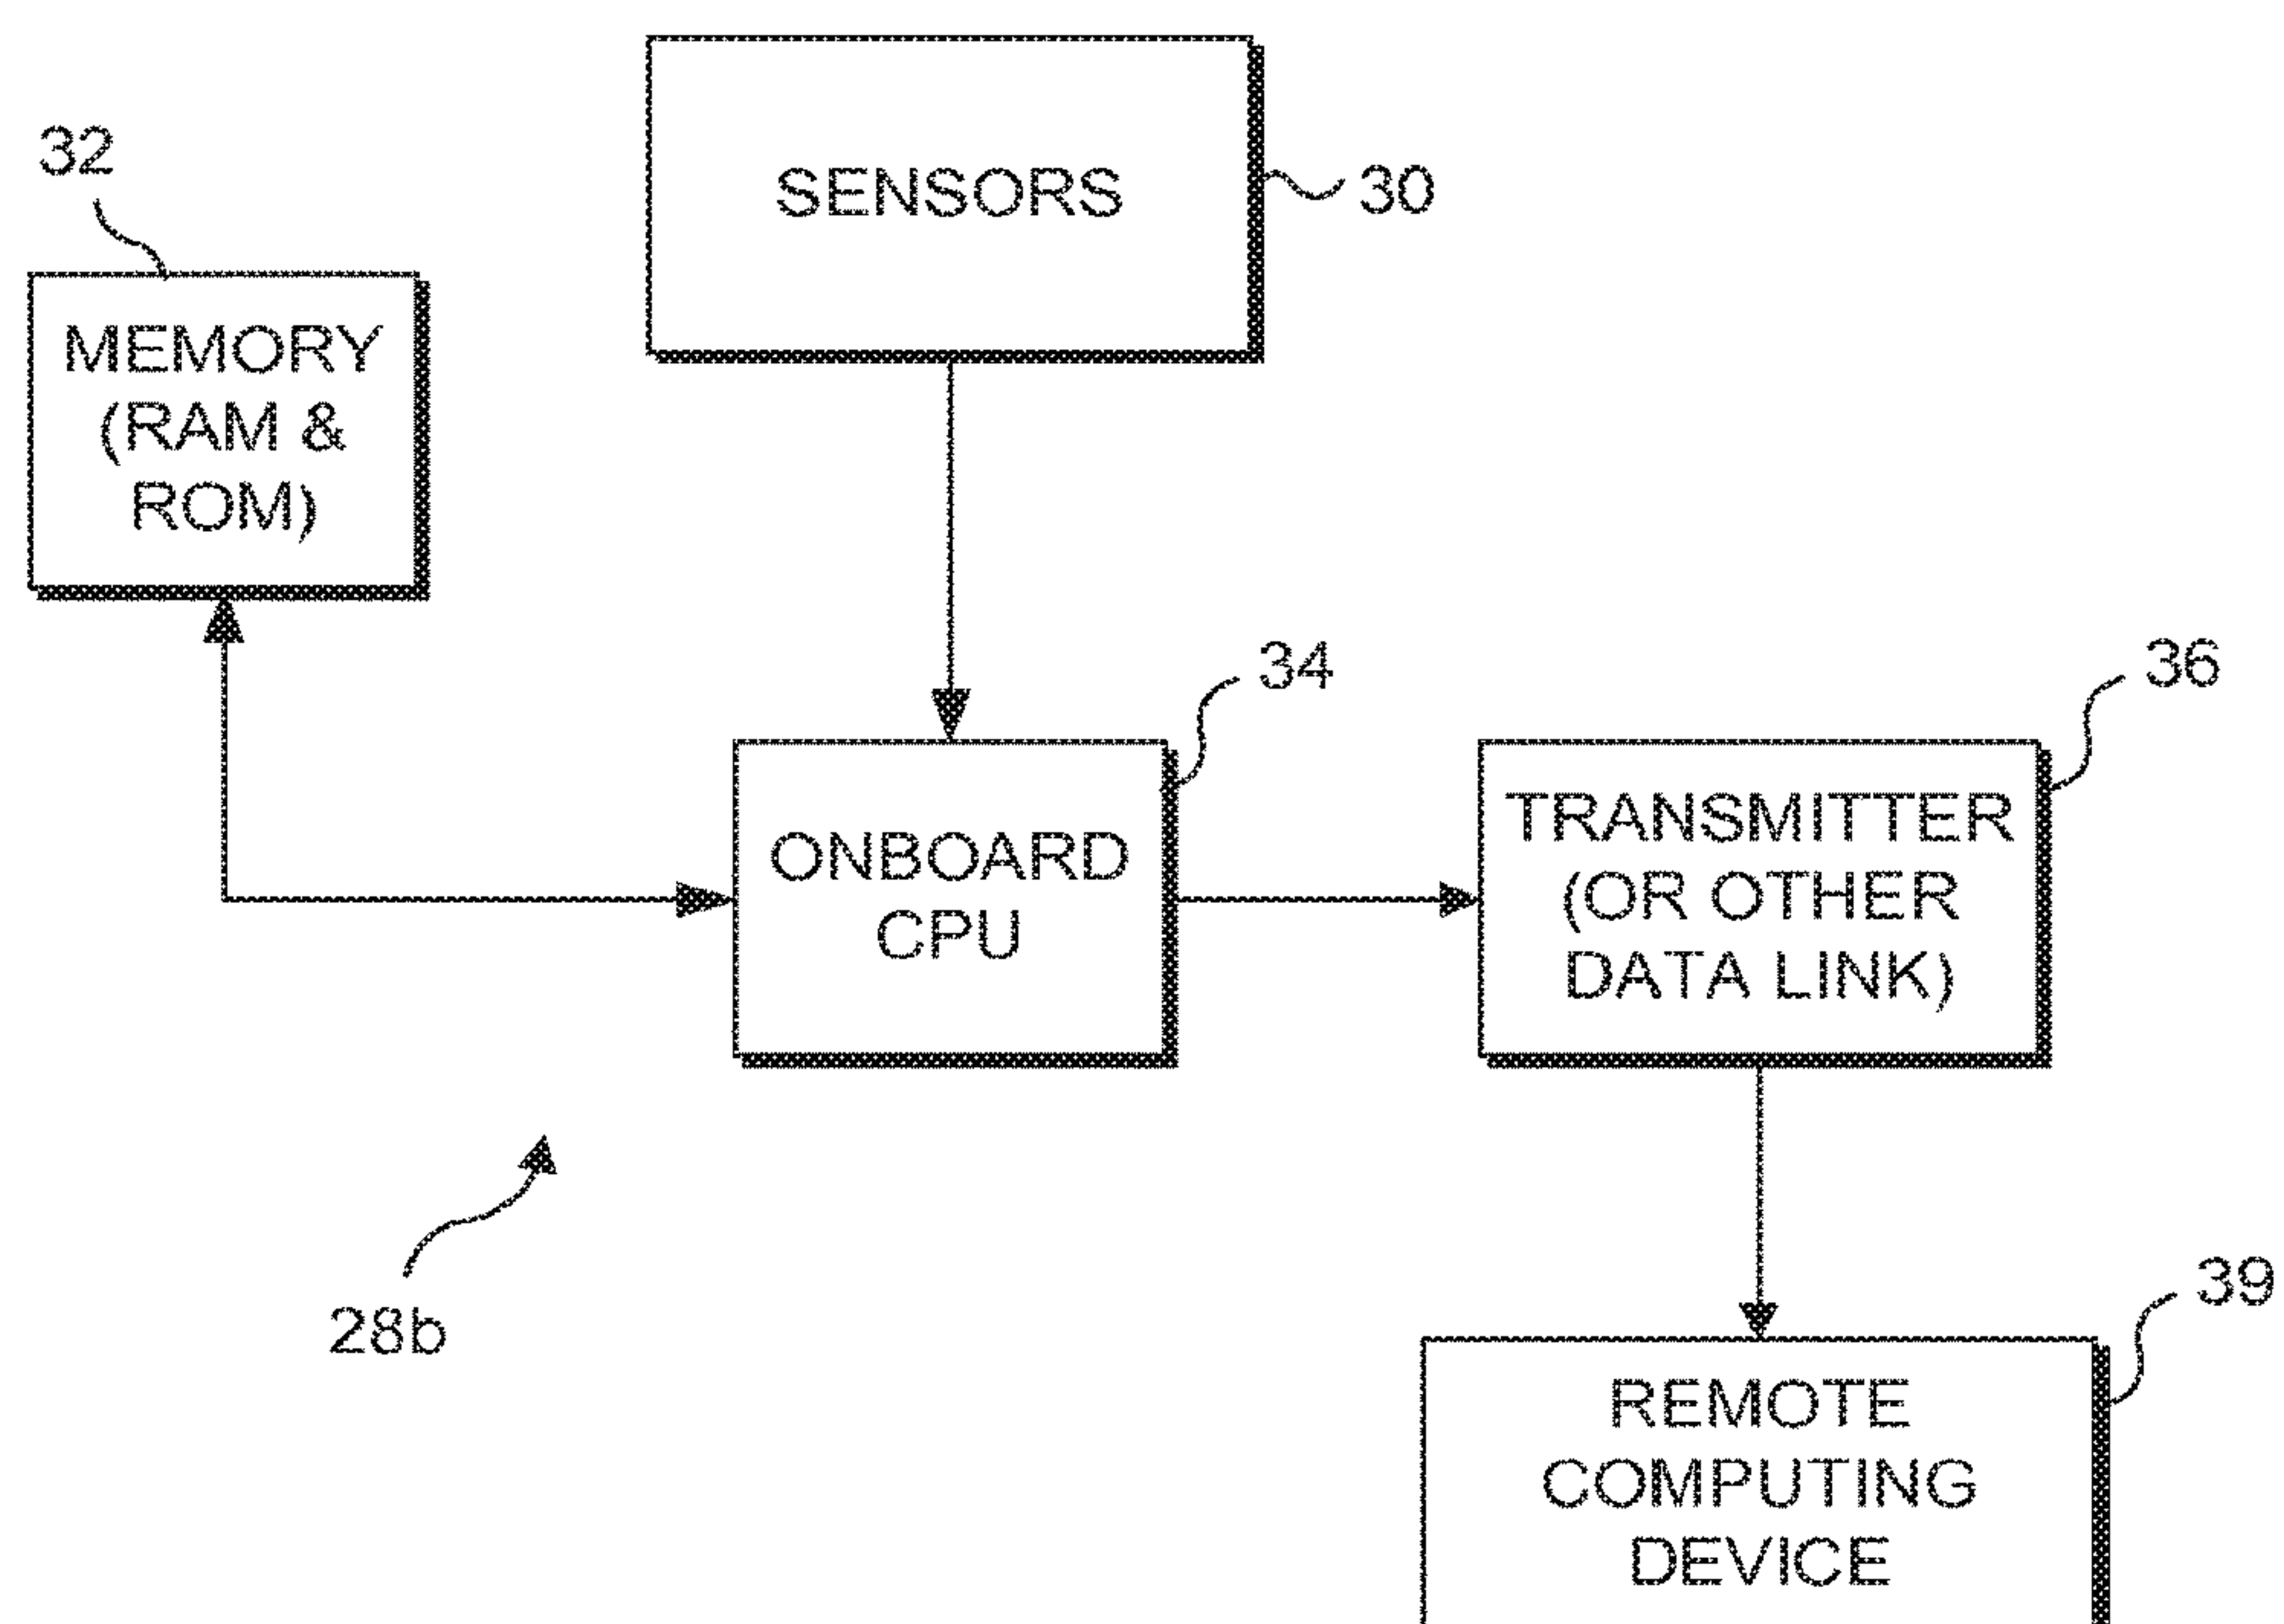 SENSORS
30
32
MEMORY
(RAM &
ROM)
34
36
ONBOARD
CPU
TRANSMITTER
(OR OTHER
DATA LINK)
28b
39
REMOTE
COMPUTING
DEVICE